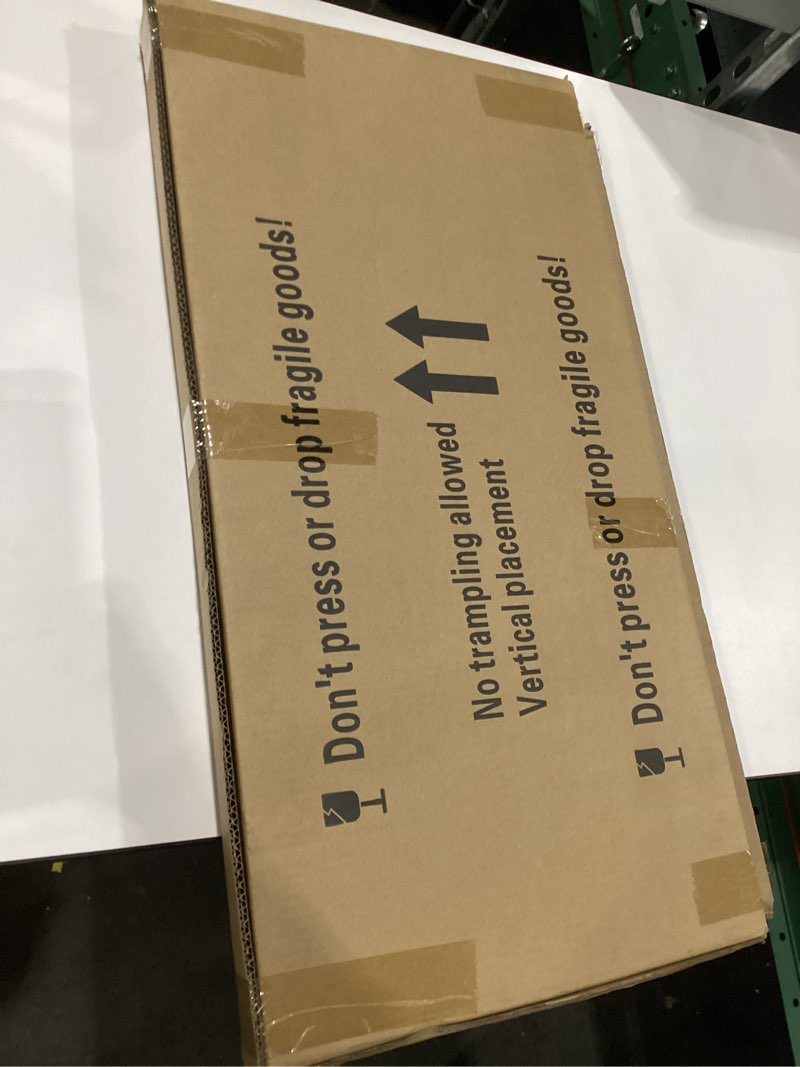 Don't press or drop fragile goods!
No trampling allowed
Vertical placement
Don't press or drop fragile goods!